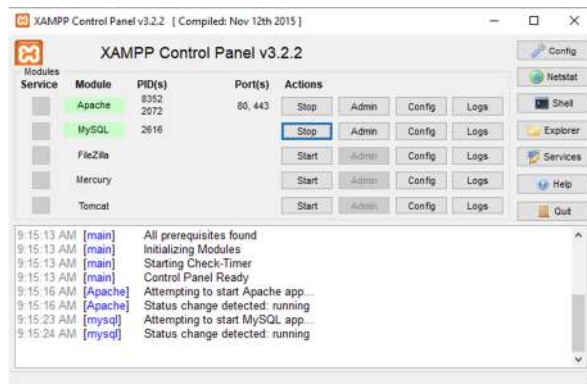 XAMPP Control Panel v3.2.2 [ Compiled: Nov 12th 2015 ]
XAMPP Control Panel v3.2.2
Config
Modules
Service Module PID(s) Port(s) Actions
Netstat
Apache 8352 2072 80, 443 Stop Admin Config Logs
Shell
MySQL 2616 Stop Admin Config Logs
Explorer
FileZilla Start Admin Config Logs
Services
Mercury Start Admin Config Logs
Help
Tomcat Start Admin Config Logs
Quit
9:15:13 AM [main] All prerequisites found
9:15:13 AM [main] Initializing Modules
9:15:13 AM [main] Starting Check-Timer
9:15:13 AM [main] Control Panel Ready
9:15:16 AM [Apache] Attempting to start Apache app...
9:15:16 AM [Apache] Status change detected: running
9:15:23 AM [mysql] Attempting to start MySQL app...
9:15:24 AM [mysql] Status change detected: running